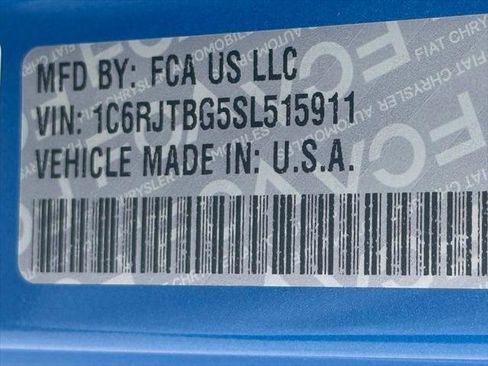 MFD BY: FCA US LLC
VIN: 1C6RJTBG5SL515911
VEHICLE MADE IN: U.S.A.